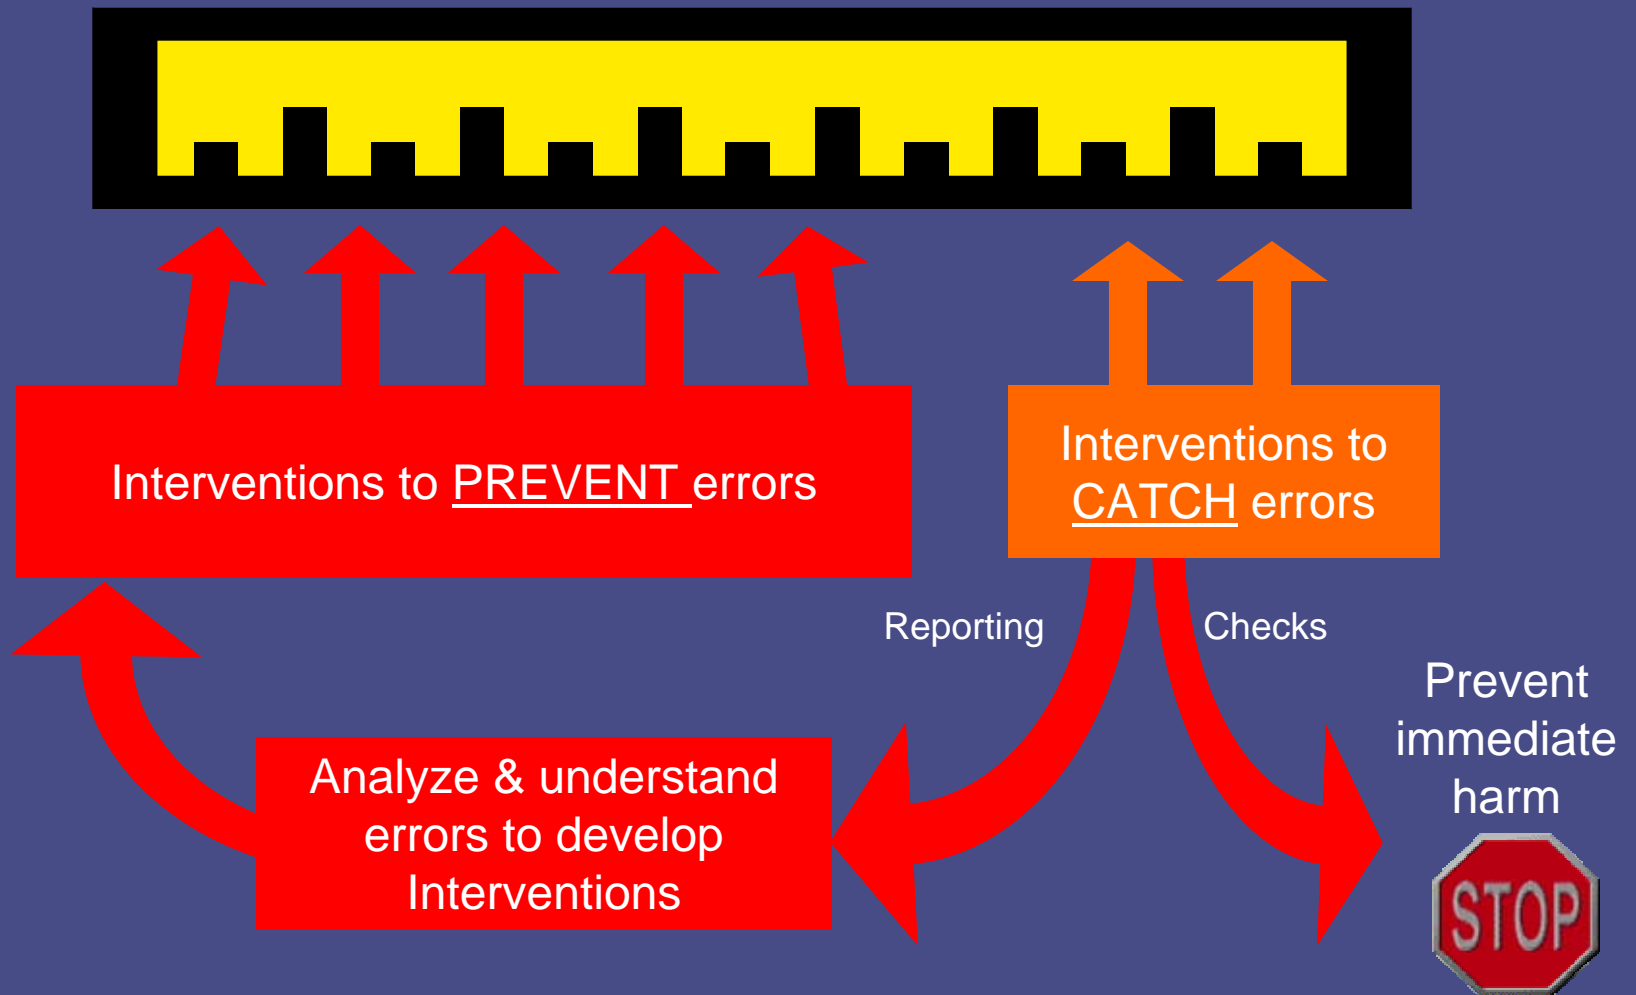 Interventions to PREVENT errors
Interventions to
CATCH errors
Reporting
Checks
Prevent
immediate
harm
Analyze & understand
errors to develop
Interventions
STOP